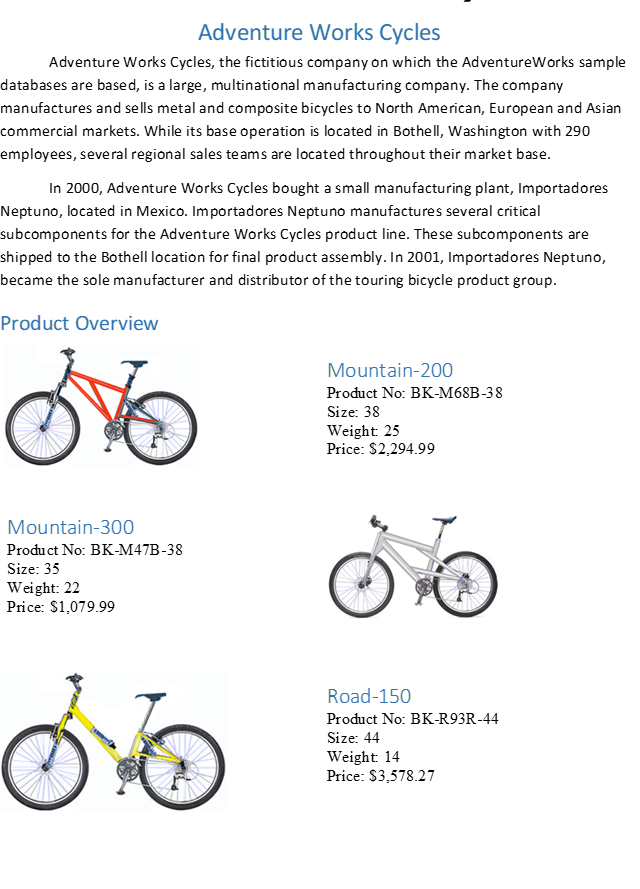 Adventure Works Cycles
Adventure Works Cycles, the fictitious company on which the AdventureWorks sample
databases are based, is a large, multinational manufacturing company. The company
manufactures and sells metal and composite bicycles to North American, European and Asian
commercial markets. While its base operation is located in Bothell, Washington with 290
employees, several regional sales teams are located throughout their market base.
In 2000, Adventure Works Cycles bought a small manufacturing plant, Importadores
Neptuno, located in Mexico. Importadores Neptuno manufactures several critical
subcomponents for the Adventure Works Cycles product line. These subcomponents are
shipped to the Bothell location for final product assembly. In 2001, Importadores Neptuno,
became the sole manufacturer and distributor of the touring bicycle product group.
Product Overview
Mountain-200
Product No: BK-M68B-38
Size: 38
Weight: 25
Price: $2,294.99
Mountain-300
Product No: BK-M47B-38
Size: 35
Weight: 22
Price: $1,079.99
Road-150
Product No: BK-R93R-44
Size: 44
Weight: 14
Price: $3,578.27